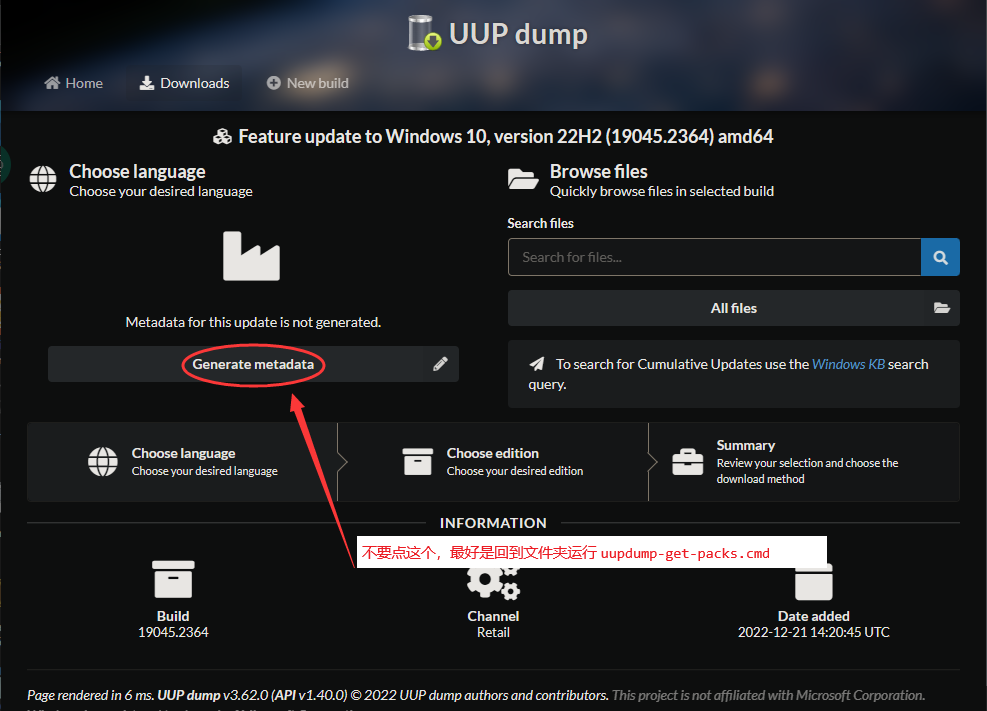 UUP dump
Home
Downloads
New build
Feature update to Windows 10, version 22H2 (19045.2364) amd64
Choose language
Choose your desired language
Metadata for this update is not generated.
Generate metadata
Browse files
Quickly browse files in selected build
Search files
Search for files...
All files
To search for Cumulative Updates use the Windows KB search
query.
Choose language
Choose your desired language
Choose edition
Choose your desired edition
Summary
Review your selection and choose the
download method
INFORMATION
不要点这个，最好是回到文件夹运行 uupdump-get-packs.cmd
Build
19045.2364
Channel
Retail
Date added
2022-12-21 14:20:45 UTC
Page rendered in 6 ms. UUP dump v3.62.0 (API v1.40.0) © 2022 UUP dump authors and contributors. This project is not affiliated with Microsoft Corporation.